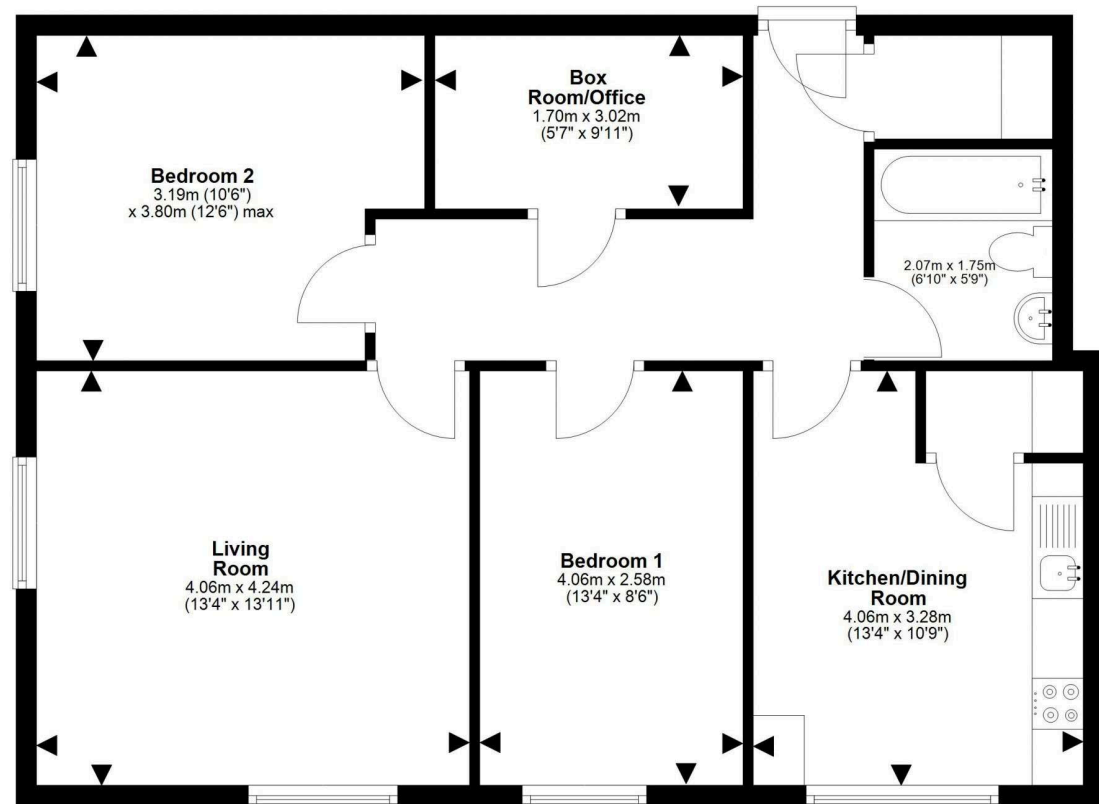 Box
Room/Office
1.70m x 3.02m
(5'7" x 9'11")
Bedroom 2
3.19m (10'6")
x 3.80m (12'6") max
2.07m x 1.75m
(6'10" x 5'9")
Living
Room
4.06m x 4.24m
(13'4" x 13'11")
Bedroom 1
4.06m x 2.58m
(13'4" x 8'6")
Kitchen/Dining
Room
4.06m x 3.28m
(13'4" x 10'9")